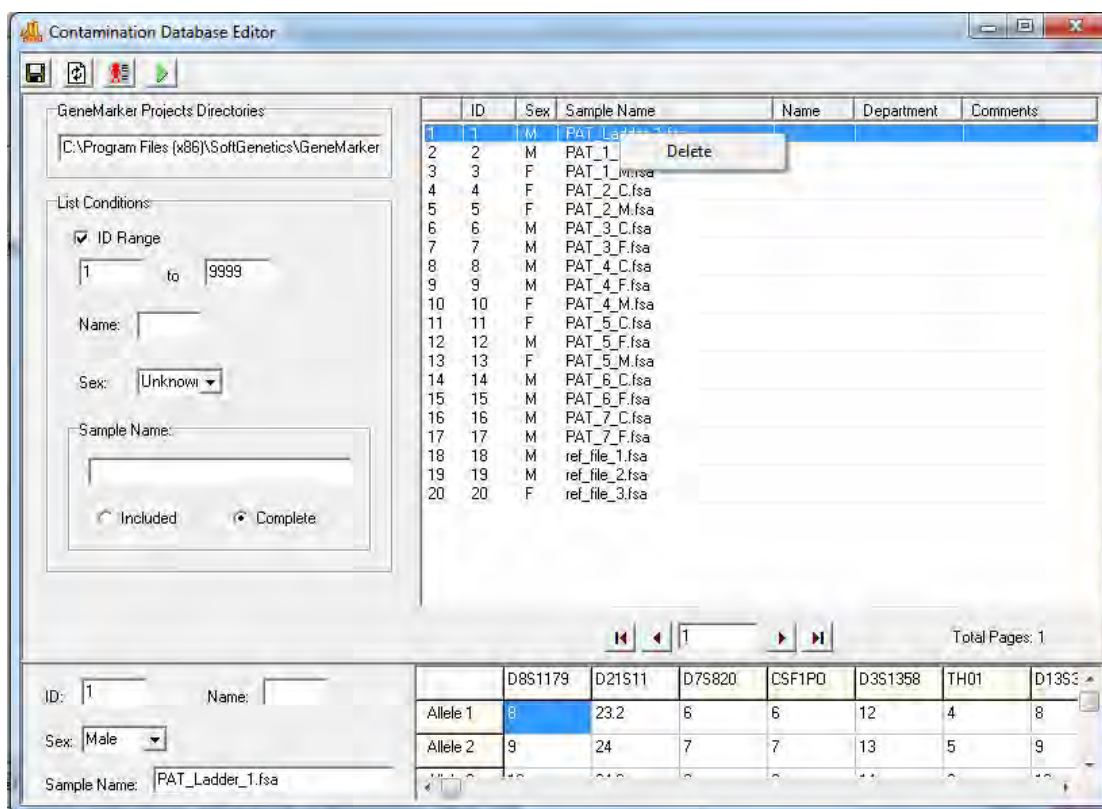 Contamination Database Editor
GeneMarker Projects Directories
C:\Program Files (x86)\SoftGenetics\GeneMarker
List Conditions
ID Range
1 to 9999
Name:
Sex: Unknow
Sample Name:
Included Complete
ID Sex Sample Name Name Department Comments
1 1 M PAT_Ladder_1.fsa
Delete
2 2 M PAT_1_
3 3 F PAT_1_M.fsa
4 4 F PAT_2_C.fsa
5 5 F PAT_2_M.fsa
6 6 M PAT_3_C.fsa
7 7 M PAT_3_F.fsa
8 8 M PAT_4_C.fsa
9 9 M PAT_4_F.fsa
10 10 F PAT_4_M.fsa
11 11 F PAT_5_C.fsa
12 12 M PAT_5_F.fsa
13 13 F PAT_5_M.fsa
14 14 M PAT_6_C.fsa
15 15 M PAT_6_F.fsa
16 16 M PAT_7_C.fsa
17 17 M PAT_7_F.fsa
18 18 M ref_file_1.fsa
19 19 M ref_file_2.fsa
20 20 F ref_file_3.fsa
1 Total Pages: 1
ID: 1 Name:
Sex: Male
Sample Name: PAT_Ladder_1.fsa
D8S1179 D21S11 D7S820 CSF1PO D3S1358 TH01 D13S3
Allele 1 8 23.2 6 6 12 4 8
Allele 2 9 24 7 7 13 5 9